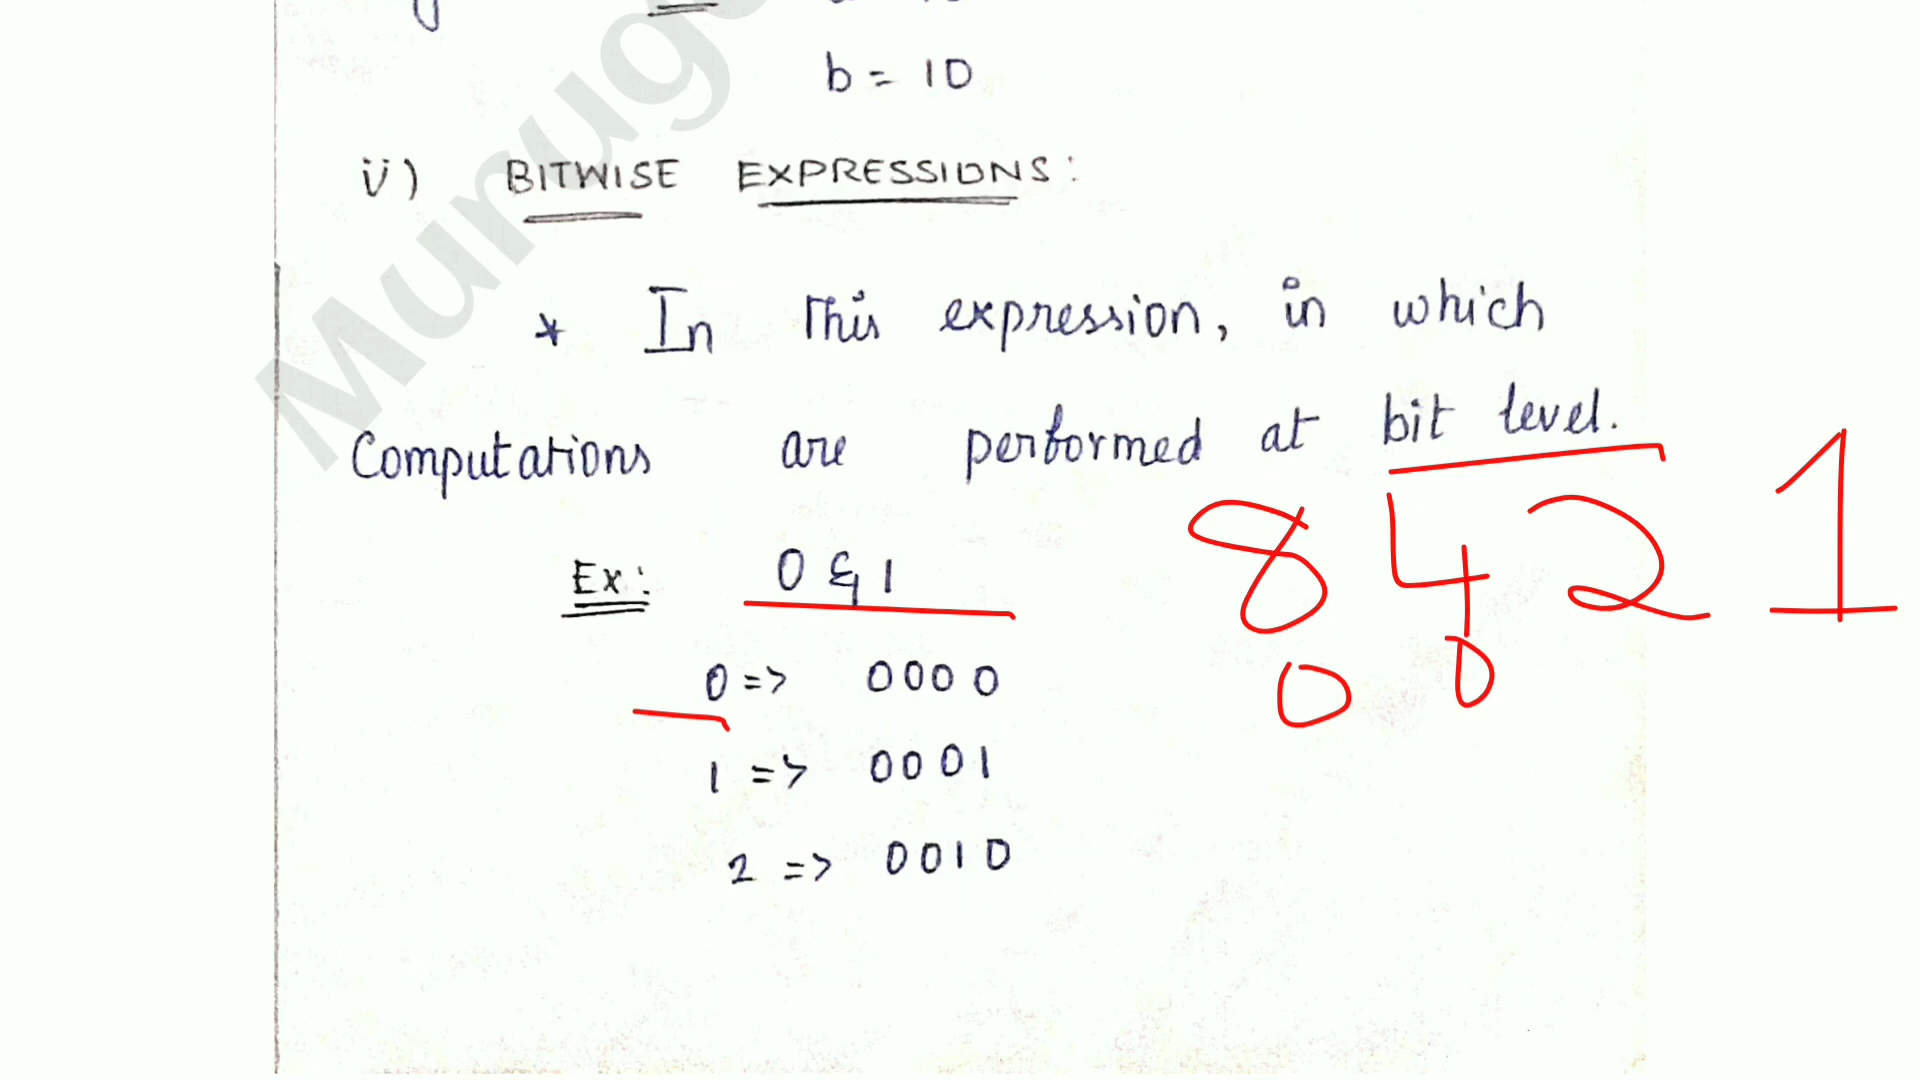 b = 10
v) BITWISE EXPRESSIONS:
* In this expression, in which
Computations are performed at bit level.
8 4 2 1
Ex: 0 & 1
0 => 0000
0 0
1 => 0001
2 => 0010